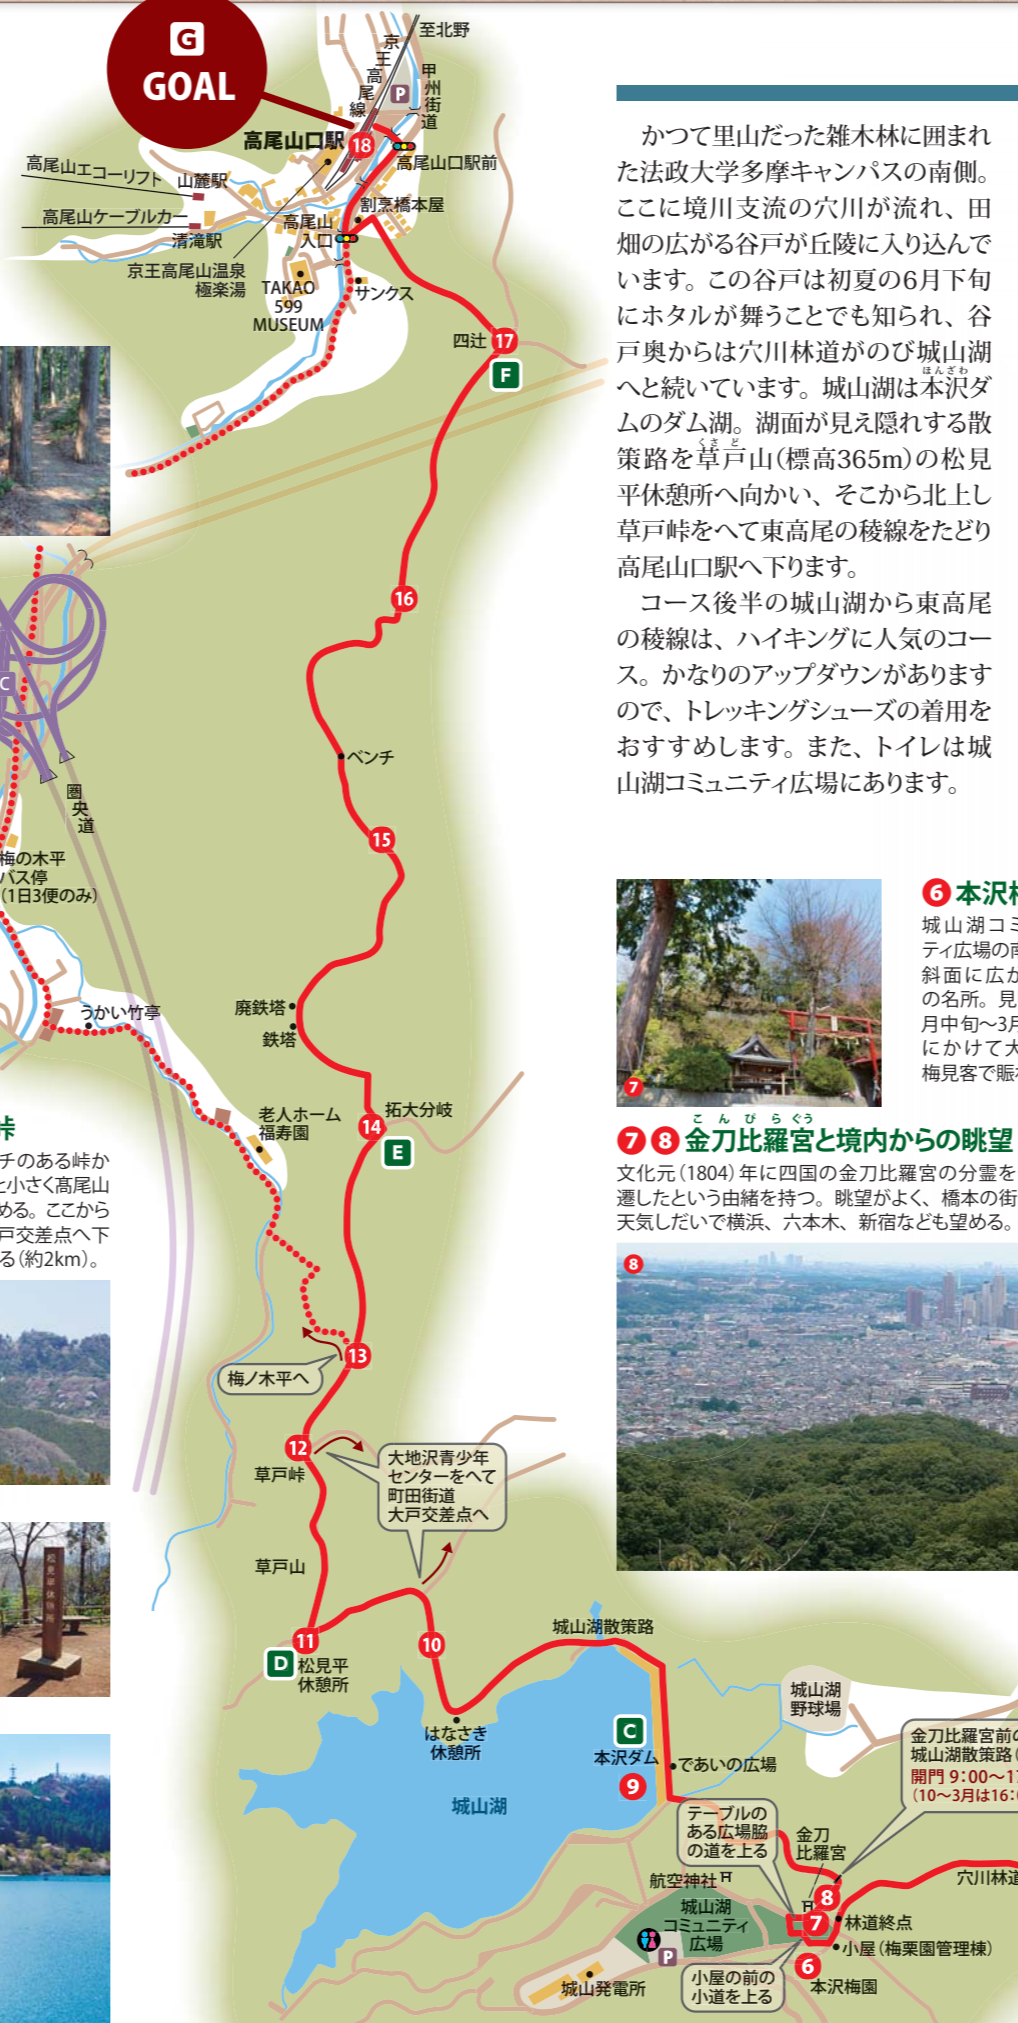 G
GOAL
至北野
京王高尾線
甲州街道
P
高尾山口駅
18
高尾山口駅前
高尾山エコーリフト
山麓駅
割烹橋本屋
高尾山ケーブルカー
清滝駅
高尾山
入口
京王高尾山温泉
極楽湯
TAKAO
599
MUSEUM
サンクス
四辻
17
F
16
ベンチ
15
C
圏央道
梅の木平
バス停
(1日3便のみ)
うかい竹亭
廃鉄塔
鉄塔
老人ホーム
福寿園
14
拓大分岐
E
峠
チのある峠か
と小さく高尾山
める。ここから
戸交差点へ下
る(約2km)。
13
梅ノ木平へ
12
草戸峠
大地沢青少年
センターをへて
町田街道
大戸交差点へ
草戸山
11
D
松見平
休憩所
松見平休憩所
10
はなさき
休憩所
城山湖散策路
城山湖
C
本沢ダム
9
であいの広場
城山湖
野球場
金刀比羅宮前の
城山湖散策路(
開門 9:00〜1
(10〜3月は16:
テーブルの
ある広場脇
の道を上る
金刀
比羅宮
穴川林道
航空神社
8
7
城山湖
コミュニティ
広場
P
林道終点
小屋(梅栗園管理棟)
6
本沢梅園
小屋の前の
小道を上る
城山発電所
かつて里山だった雑木林に囲まれ
た法政大学多摩キャンパスの南側。
ここに境川支流の穴川が流れ、田
畑の広がる谷戸が丘陵に入り込んで
います。この谷戸は初夏の6月下旬
にホタルが舞うことでも知られ、谷
戸奥からは穴川林道がのび城山湖
ほんざわ
へと続いています。城山湖は本沢ダ
ムのダム湖。湖面が見え隠れする散
くさ ど
策路を草戸山(標高365m)の松見
平休憩所へ向かい、そこから北上し
草戸峠をへて東高尾の稜線をたどり
高尾山口駅へ下ります。
コース後半の城山湖から東高尾
の稜線は、ハイキングに人気のコー
ス。かなりのアップダウンがあります
ので、トレッキングシューズの着用を
おすすめします。また、トイレは城
山湖コミュニティ広場にあります。
7
6 本沢梅
城山湖コミ
ティ広場の南
斜面に広が
の名所。見
月中旬〜3月
にかけて大
梅見客で賑
こんぴらぐう
7 8 金刀比羅宮と境内からの眺望
文化元(1804)年に四国の金刀比羅宮の分霊を
遷したという由緒を持つ。眺望がよく、橋本の街
天気しだいで横浜、六本木、新宿なども望める。
8